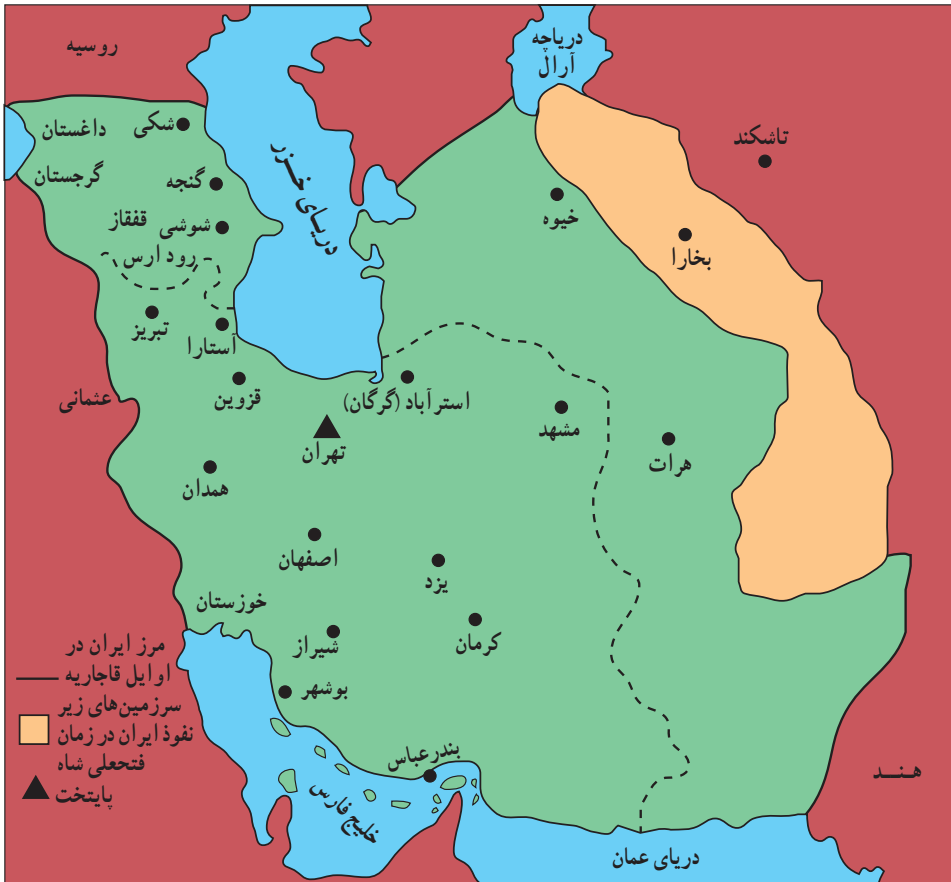 روسیه
دریاچه
آرال
داغستان
شکی
تاشکند
گرجستان
گنجه
دریای خزر
خیوه
قفقاز
شوشی
بخارا
رود ارس
تبریز
آستارا
عثمانی
قزوین
استرآباد (گرگان)
مشهد
تهران
هرات
همدان
اصفهان
یزد
خوزستان
شیراز
کرمان
بوشهر
بندرعباس
خلیج فارس
هند
دریای عمان
مرز ایران در
اوایل قاجاریه
سرزمین‌های زیر
نفوذ ایران در زمان
فتحعلی شاه
پایتخت